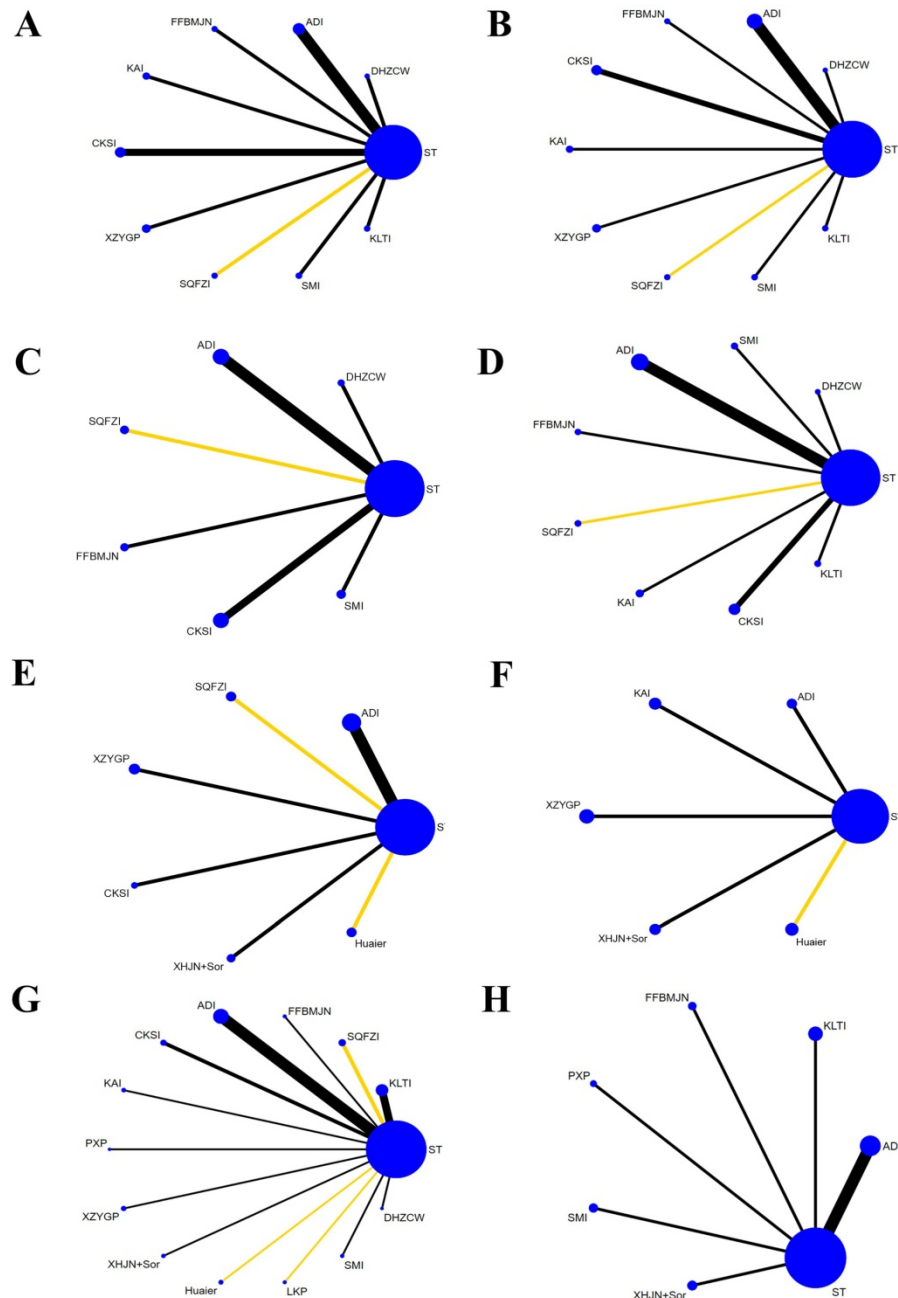 A
FFBMJN
ADI
DHZCW
KAI
CKSI
ST
XZYGP
KLTI
SQFZI
SMI
B
FFBMJN
ADI
DHZCW
CKSI
KAI
ST
XZYGP
KLTI
SQFZI
SMI
C
ADI
DHZCW
SQFZI
ST
FFBMJN
SMI
CKSI
D
SMI
ADI
DHZCW
FFBMJN
ST
SQFZI
KLTI
KAI
CKSI
E
SQFZI
ADI
XZYGP
S
CKSI
Huaier
XHJN+Sor
F
KAI
ADI
XZYGP
S
XHJN+Sor
Huaier
G
ADI
FFBMJN
CKSI
SQFZI
KLTI
KAI
PXP
ST
XZYGP
DHZCW
XHJN+Sor
SMI
Huaier
LKP
H
FFBMJN
KLTI
PXP
AD
SMI
XHJN+Sor
ST